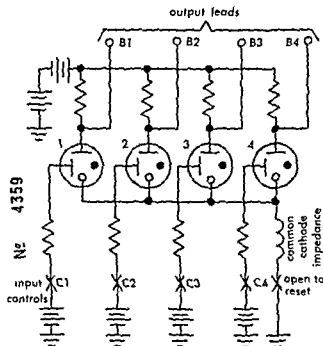 output leads
B1 B2 B3 B4
1 2 3 4
№ 4359
common cathode impedance
input controls
C1 C2 C3 C4
open to reset